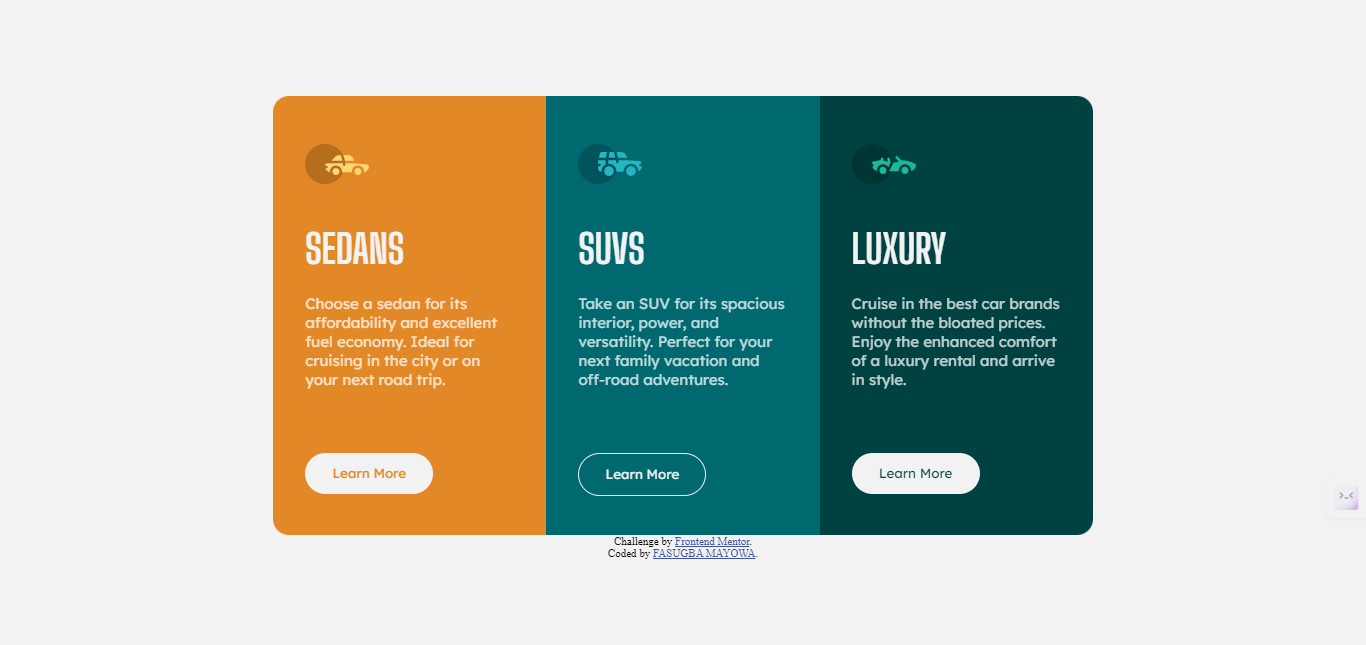 SEDANS
Choose a sedan for its
affordability and excellent
fuel economy. Ideal for
cruising in the city or on
your next road trip.
Learn More
SUVS
Take an SUV for its spacious
interior, power, and
versatility. Perfect for your
next family vacation and
off-road adventures.
Learn More
LUXURY
Cruise in the best car brands
without the bloated prices.
Enjoy the enhanced comfort
of a luxury rental and arrive
in style.
Learn More
Challenge by Frontend Mentor.
Coded by FASUGBA MAYOWA.